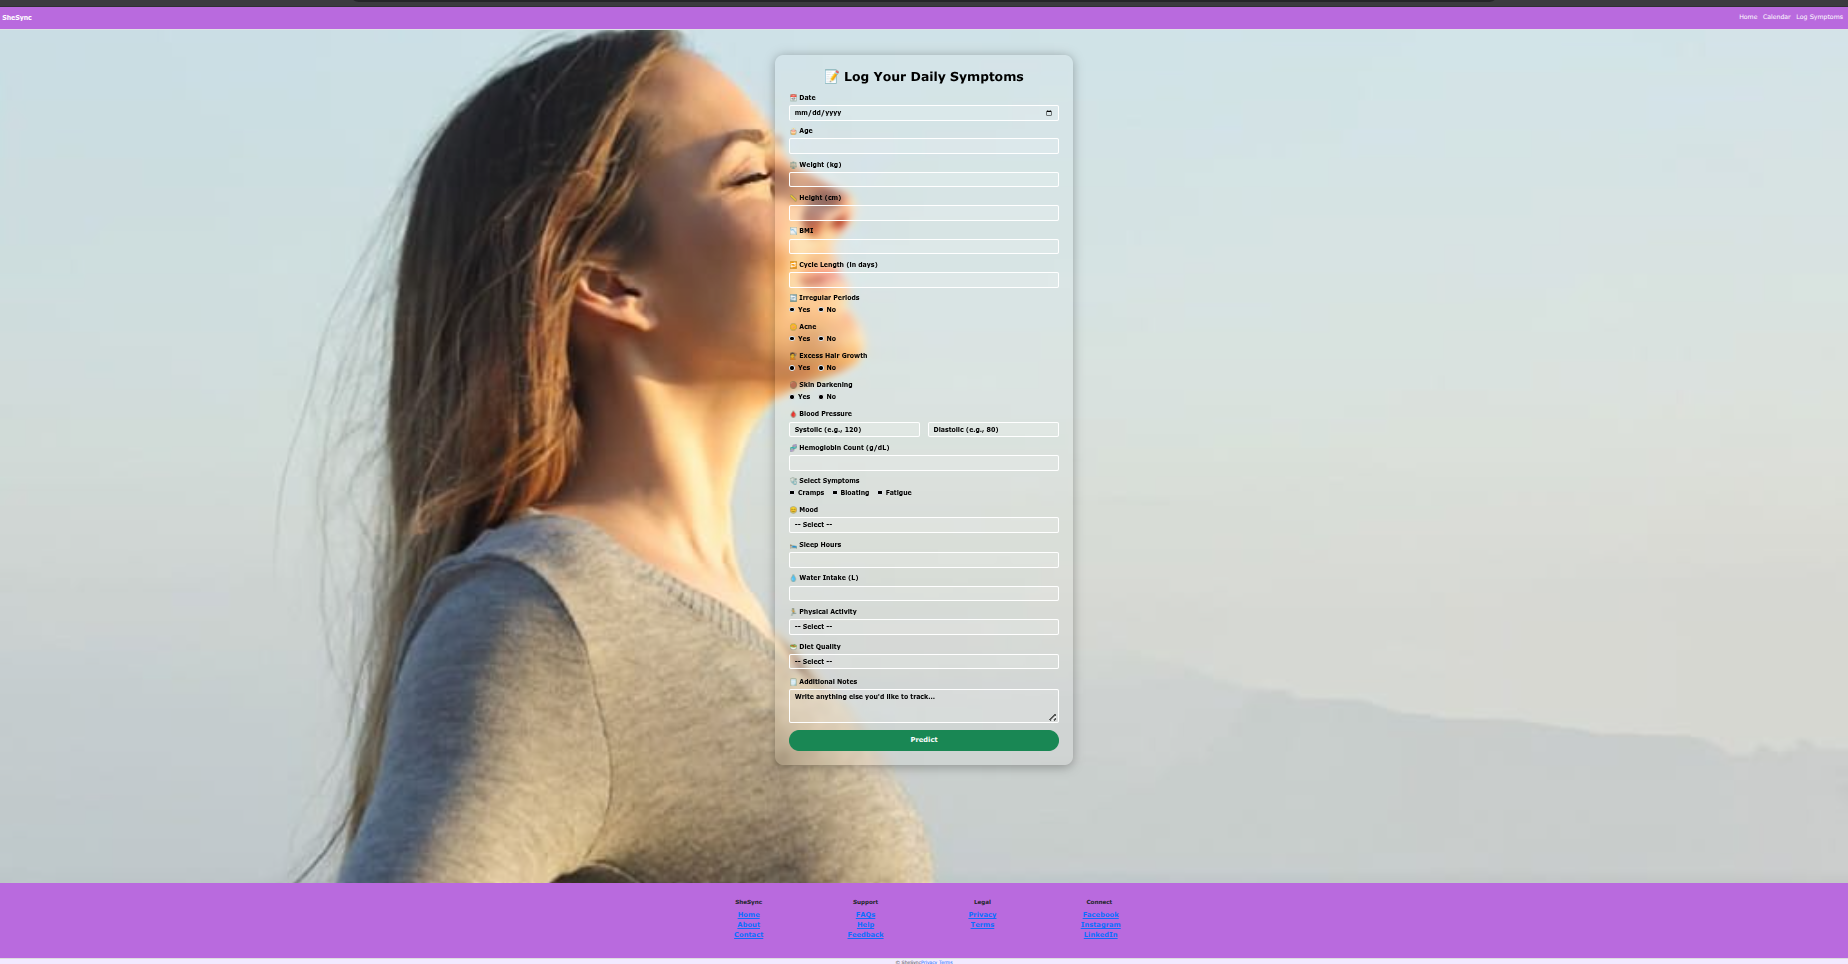 SheSync
Home Calendar Log Symptoms
📝 Log Your Daily Symptoms
Date
mm/dd/yyyy
Age
Weight (kg)
Height (cm)
BMI
Cycle Length (in days)
Irregular Periods
Yes No
Acne
Yes No
Excess Hair Growth
Yes No
Skin Darkening
Yes No
Blood Pressure
Systolic (e.g., 120) Diastolic (e.g., 80)
Hemoglobin Count (g/dL)
Select Symptoms
Cramps Bloating Fatigue
Mood
-- Select --
Sleep Hours
Water Intake (L)
Physical Activity
-- Select --
Diet Quality
-- Select --
Additional Notes
Write anything else you'd like to track...
Predict
SheSync
Home
About
Contact
Support
FAQs
Help
Feedback
Legal
Privacy
Terms
Connect
Facebook
Instagram
LinkedIn
© SheSync Privacy Terms